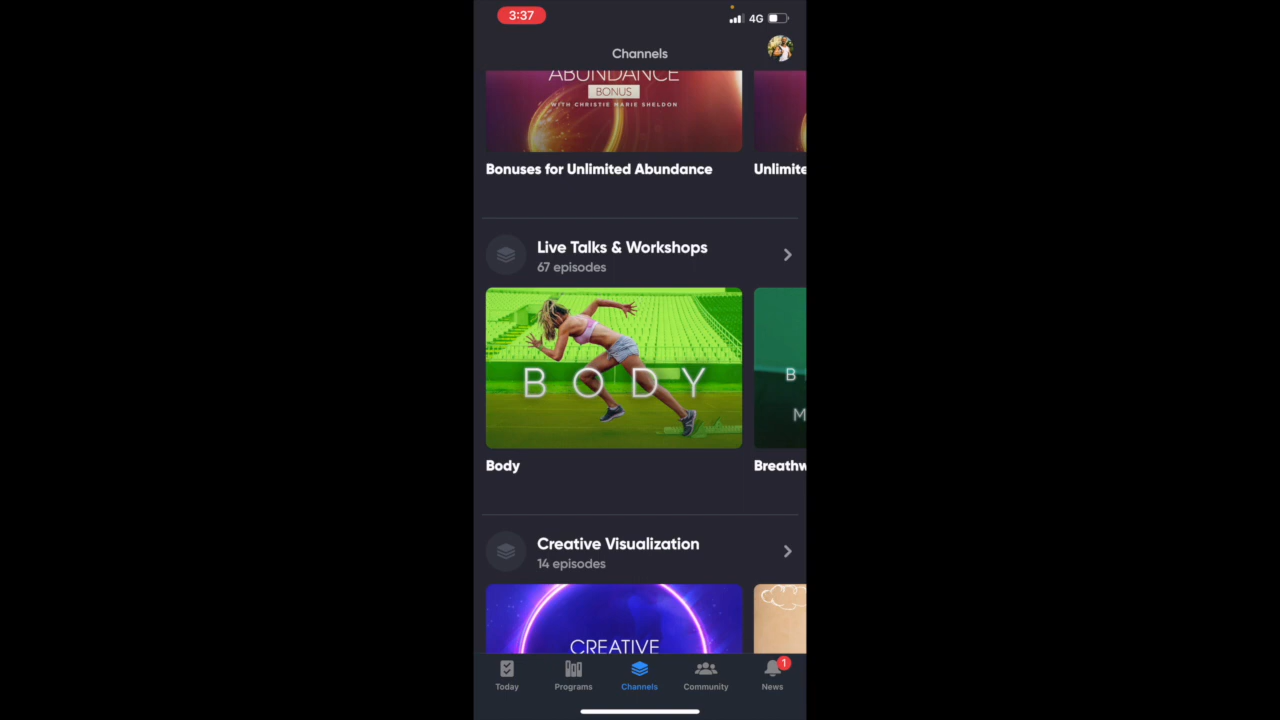 3:37
4G
Channels
ABUNDANCE
BONUS
WITH CHRISTIE MARIE SHELDON
Bonuses for Unlimited Abundance
Unlimite
Live Talks & Workshops
67 episodes
BODY
B
M
Body
Breathw
Creative Visualization
14 episodes
CREATIVE
Today
Programs
Channels
Community
News
1